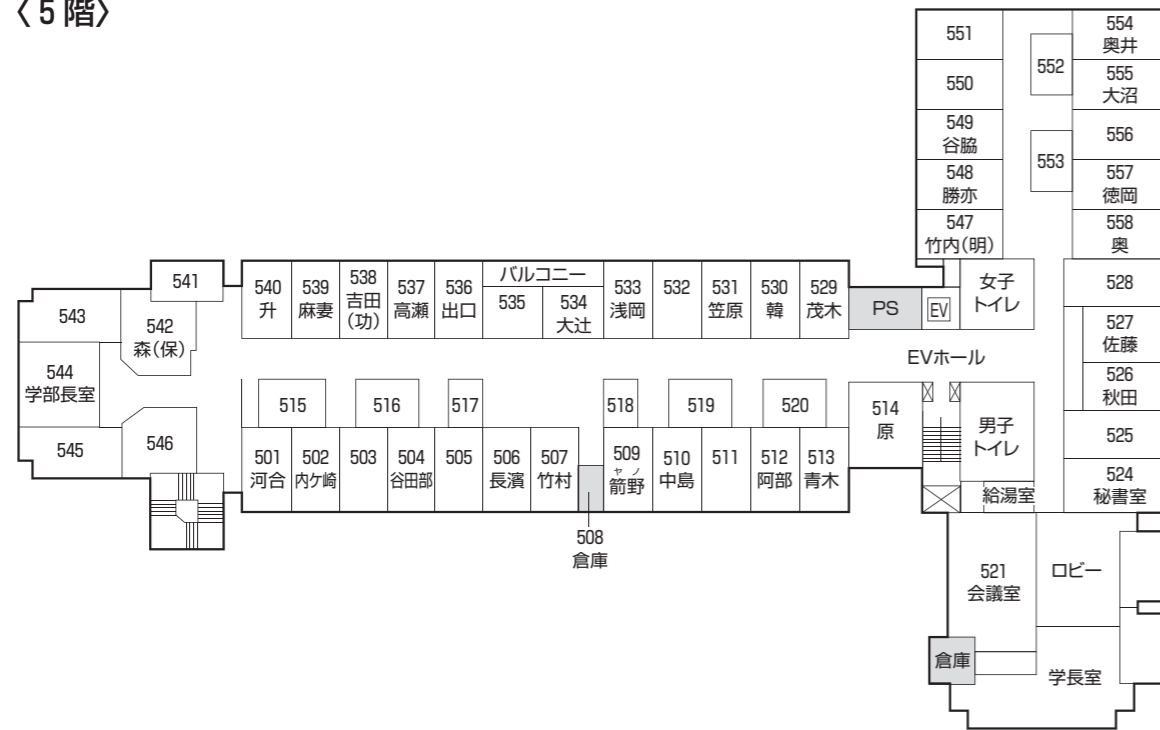 〈5階〉
551
550
549
谷脇
548
勝亦
547
竹内(明)
552
553
554
奥井
555
大沼
556
557
徳岡
558
奥
541
543
542
森(保)
544
学部長室
545
546
540
升
539
麻妻
538
吉田
(功)
537
高瀬
536
出口
バルコニー
535
534
大辻
533
浅岡
532
531
笠原
530
韓
529
茂木
PS
EV
女子
トイレ
528
527
佐藤
526
秋田
525
524
秘書室
EVホール
515
516
517
518
519
520
514
原
男子
トイレ
給湯室
501
河合
502
内ケ崎
503
504
谷田部
505
506
長濱
507
竹村
508
倉庫
509
ヤノ
箭野
510
中島
511
512
阿部
513
青木
521
会議室
ロビー
倉庫
学長室